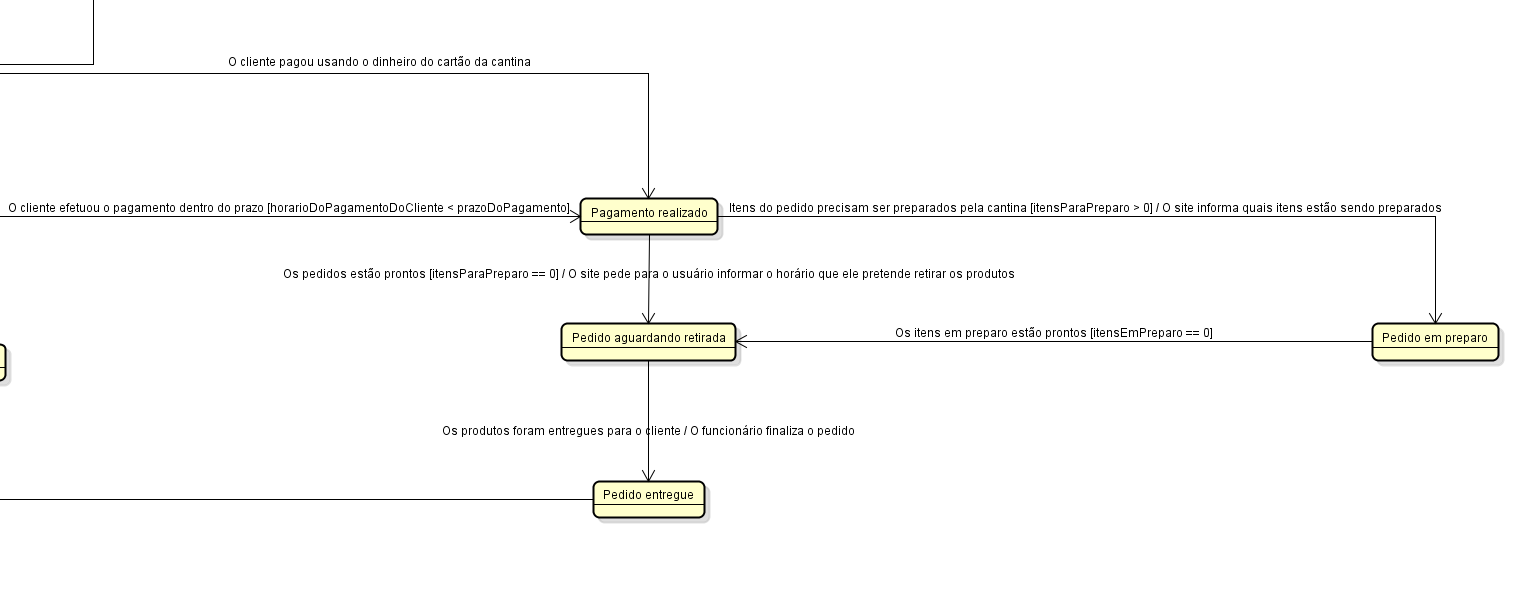 O cliente pagou usando o dinheiro do cartão da cantina
O cliente efetuou o pagamento dentro do prazo [horarioDoPagamentoDoCliente < prazoDoPagamento]
Pagamento realizado
Itens do pedido precisam ser preparados pela cantina [itensParaPreparo > 0] / O site informa quais itens estão sendo preparados
Os pedidos estão prontos [itensParaPreparo == 0] / O site pede para o usuário informar o horário que ele pretende retirar os produtos
Pedido aguardando retirada
Os itens em preparo estão prontos [itensEmPreparo == 0]
Pedido em preparo
Os produtos foram entregues para o cliente / O funcionário finaliza o pedido
Pedido entregue